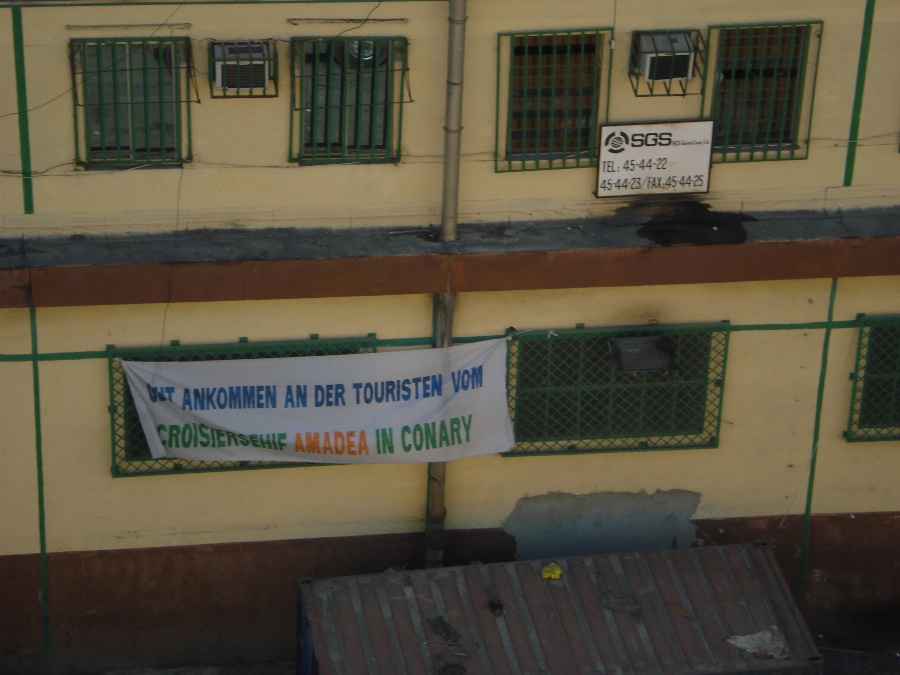 SGS
TEL: 45-44-22
45-44-23/FAX:45-44-25
ANKOMMEN AN DER TOURISTEN VOM
CROISIERSEHIF AMADEA IN CONARY